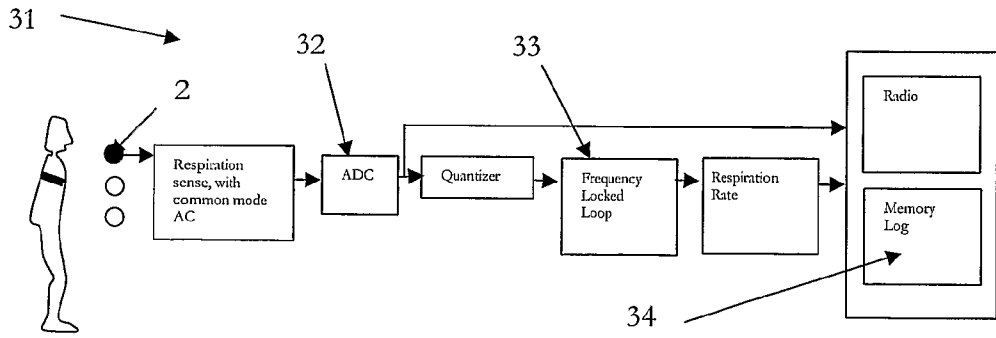 31
32
33
2
Respiration
sense, with
common mode
AC
ADC
Quantizer
Frequency
Locked
Loop
Respiration
Rate
Radio
Memory
Log
34